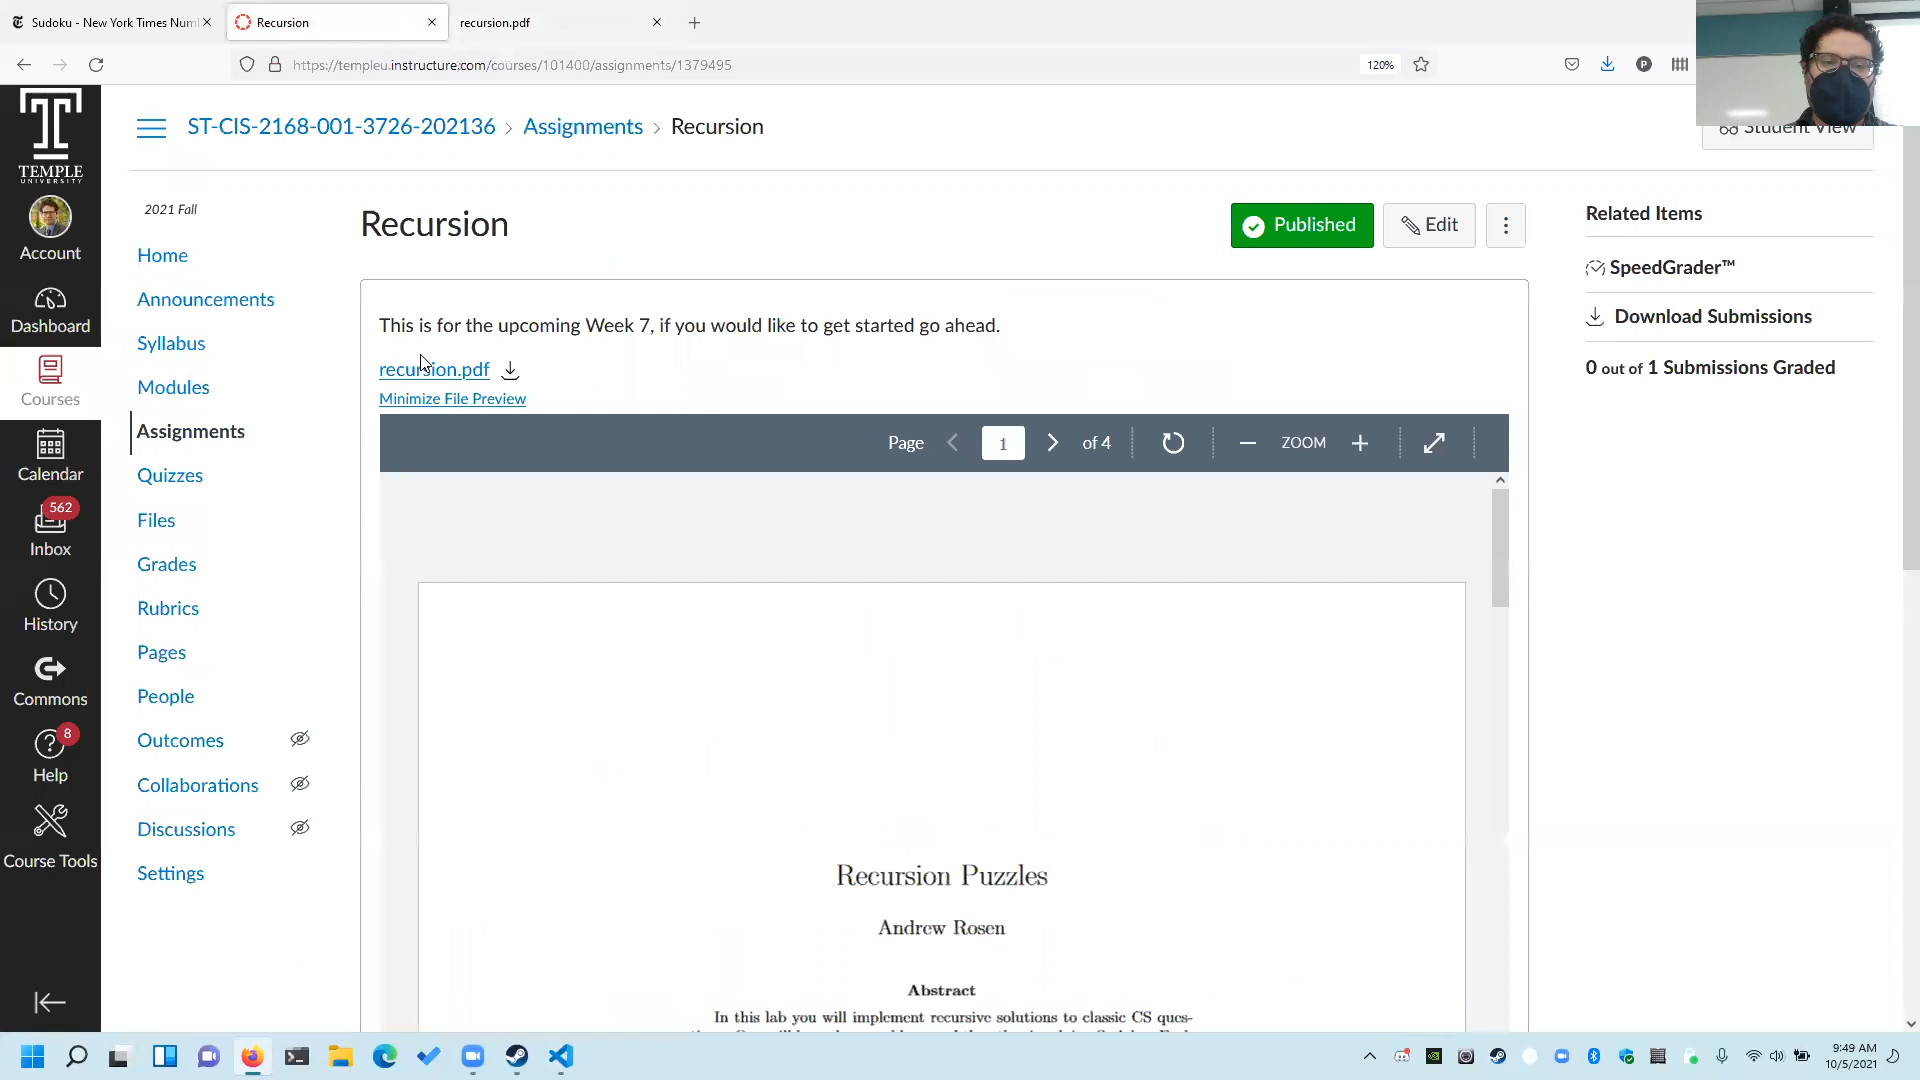 Sudoku - New York Times Num
Recursion
recursion.pdf
https://templeu.instructure.com/courses/101400/assignments/1379495
120%
TEMPLE
UNIVERSITY
Account
Dashboard
Courses
Calendar
562
Inbox
History
Commons
8
Help
Course Tools
ST-CIS-2168-001-3726-202136 › Assignments › Recursion
Student View
2021 Fall
Home
Announcements
Syllabus
Modules
Assignments
Quizzes
Files
Grades
Rubrics
Pages
People
Outcomes
Collaborations
Discussions
Settings
Recursion
Published
Edit
This is for the upcoming Week 7, if you would like to get started go ahead.
recursion.pdf
Minimize File Preview
Page 1 of 4 ZOOM
Recursion Puzzles
Andrew Rosen
Abstract
In this lab you will implement recursive solutions to classic CS ques-
Related Items
SpeedGrader™
Download Submissions
0 out of 1 Submissions Graded
9:49 AM
10/5/2021